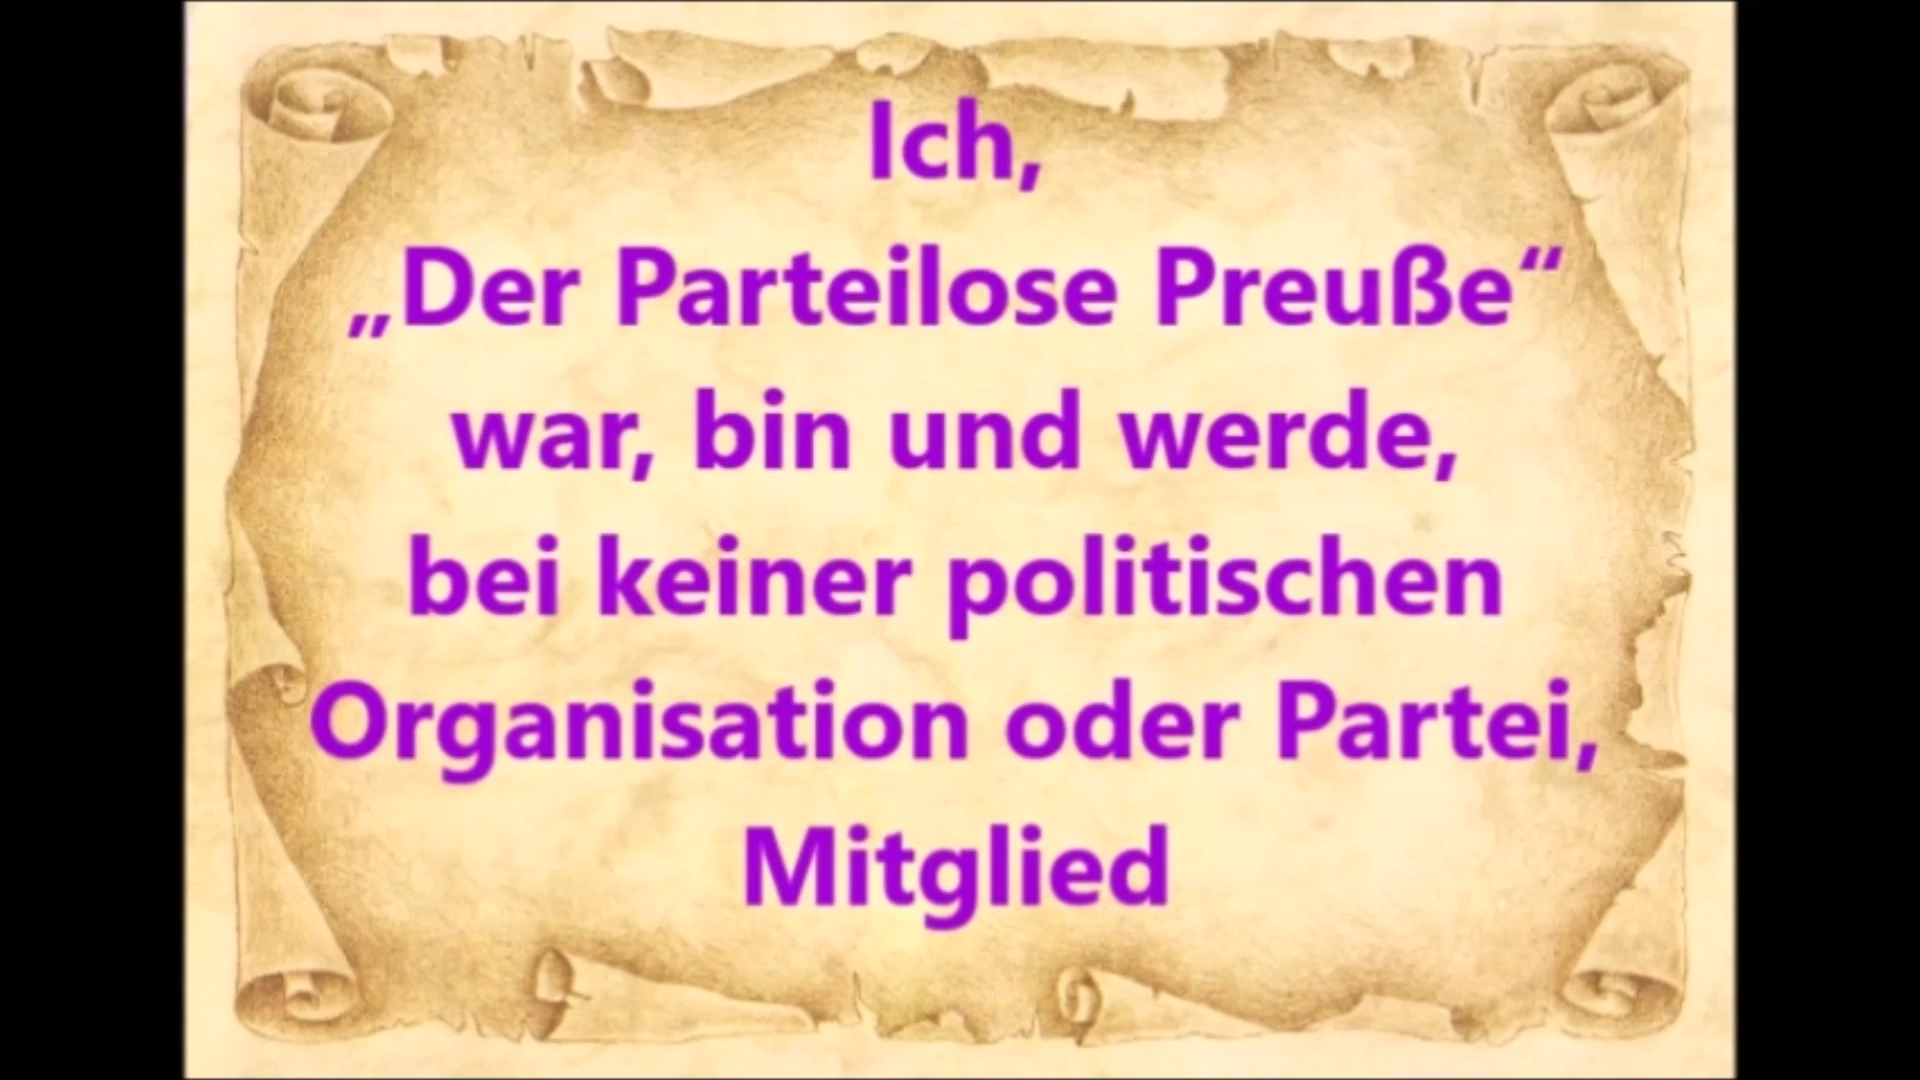 Ich,
„Der Parteilose Preuße“
war, bin und werde,
bei keiner politischen
Organisation oder Partei,
Mitglied